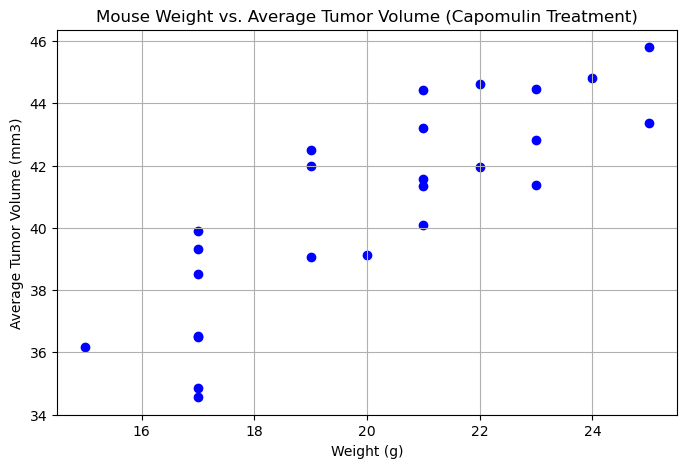 Mouse Weight vs. Average Tumor Volume (Capomulin Treatment)
Average Tumor Volume (mm3)
46
44
42
40
38
36
34
16 18 20 22 24
Weight (g)